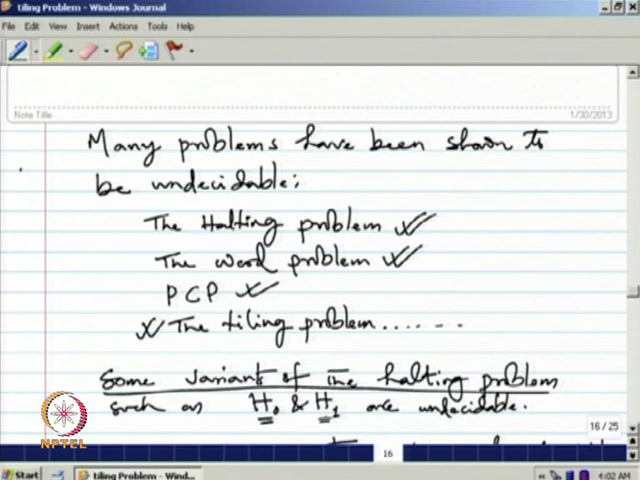 tiling Problem - Windows Journal
File Edit View Insert Actions Tools Help
Note Title
1/30/2013
Many problems have been shown to
be undecidable:
The Halting problem
The word problem
PCP
The tiling problem.... - -
Some variant of the halting problem
such as H₀ & H₁ are undecidable.
16 / 25
NPTEL
16
Start tiling Problem - Wind...
4:02 AM